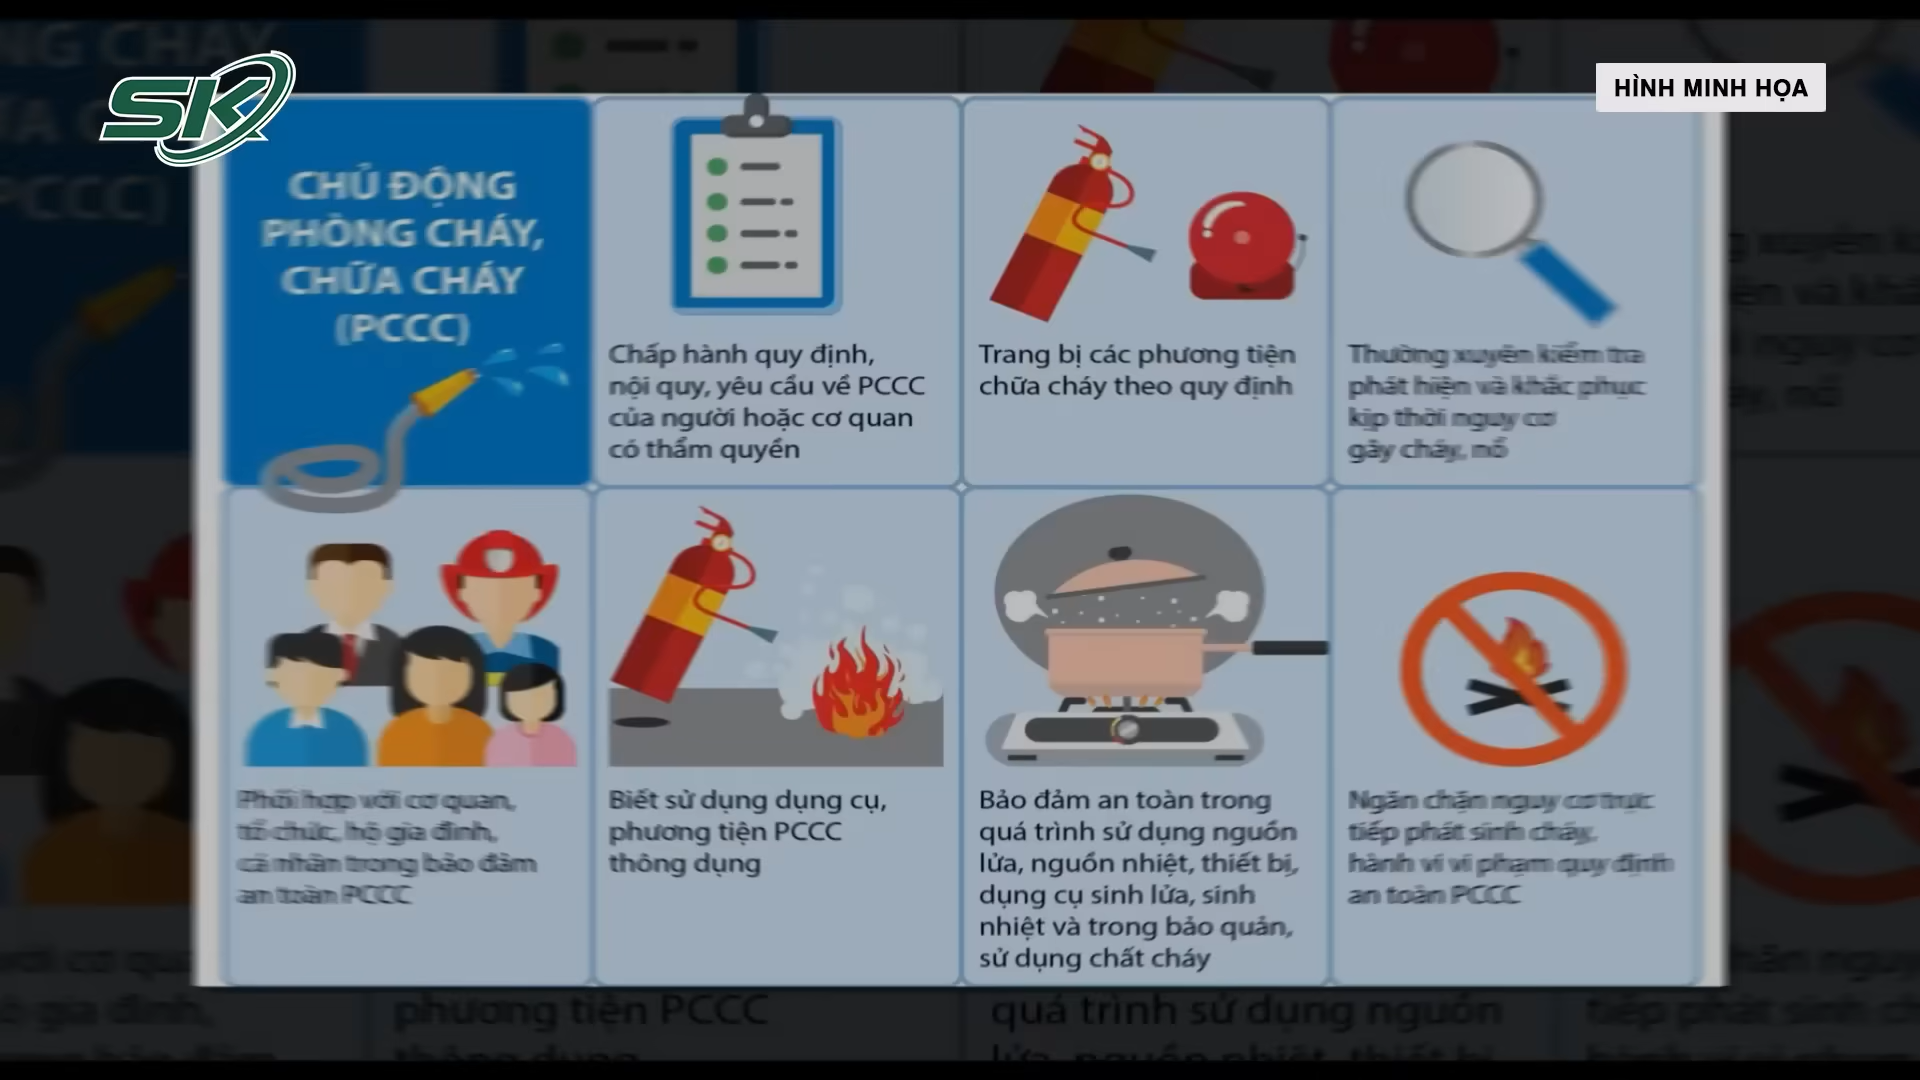 SK
HÌNH MINH HỌA
CHỦ ĐỘNG
PHÒNG CHÁY,
CHỮA CHÁY
(PCCC)
Chấp hành quy định,
nội quy, yêu cầu về PCCC
của người hoặc cơ quan
có thẩm quyền
Trang bị các phương tiện
chữa cháy theo quy định
Thường xuyên kiểm tra
phát hiện và khắc phục
kịp thời nguy cơ
gây cháy, nổ
Phối hợp với cơ quan,
tổ chức, hộ gia đình,
cá nhân trong bảo đảm
an toàn PCCC
Biết sử dụng dụng cụ,
phương tiện PCCC
thông dụng
Bảo đảm an toàn trong
quá trình sử dụng nguồn
lửa, nguồn nhiệt, thiết bị,
dụng cụ sinh lửa, sinh
nhiệt và trong bảo quản,
sử dụng chất cháy
Ngăn chặn nguy cơ trực
tiếp phát sinh cháy,
hành vi vi phạm quy định
an toàn PCCC
phương tiện PCCC
quá trình sử dụng nguồn